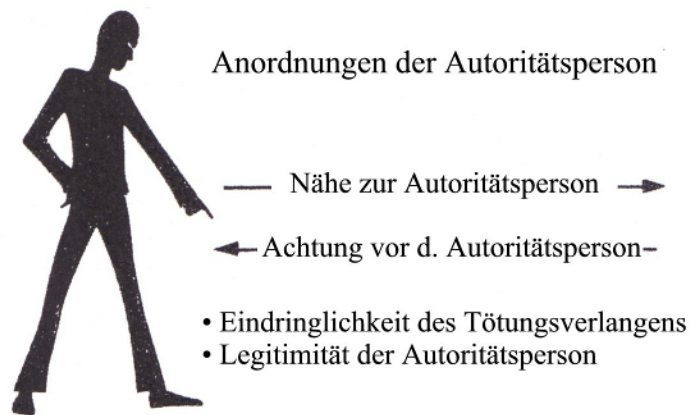 Anordnungen der Autoritätsperson
Nähe zur Autoritätsperson
Achtung vor d. Autoritätsperson
• Eindringlichkeit des Tötungsverlangens
• Legitimität der Autoritätsperson